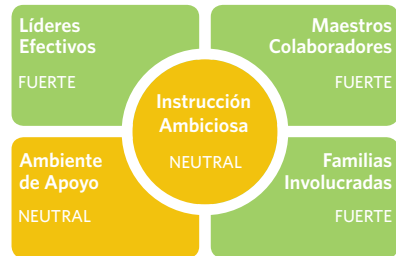 Líderes
Efectivos
FUERTE
Maestros
Colaboradores
FUERTE
Instrucción
Ambiciosa
NEUTRAL
Ambiente
de Apoyo
NEUTRAL
Familias
Involucradas
FUERTE